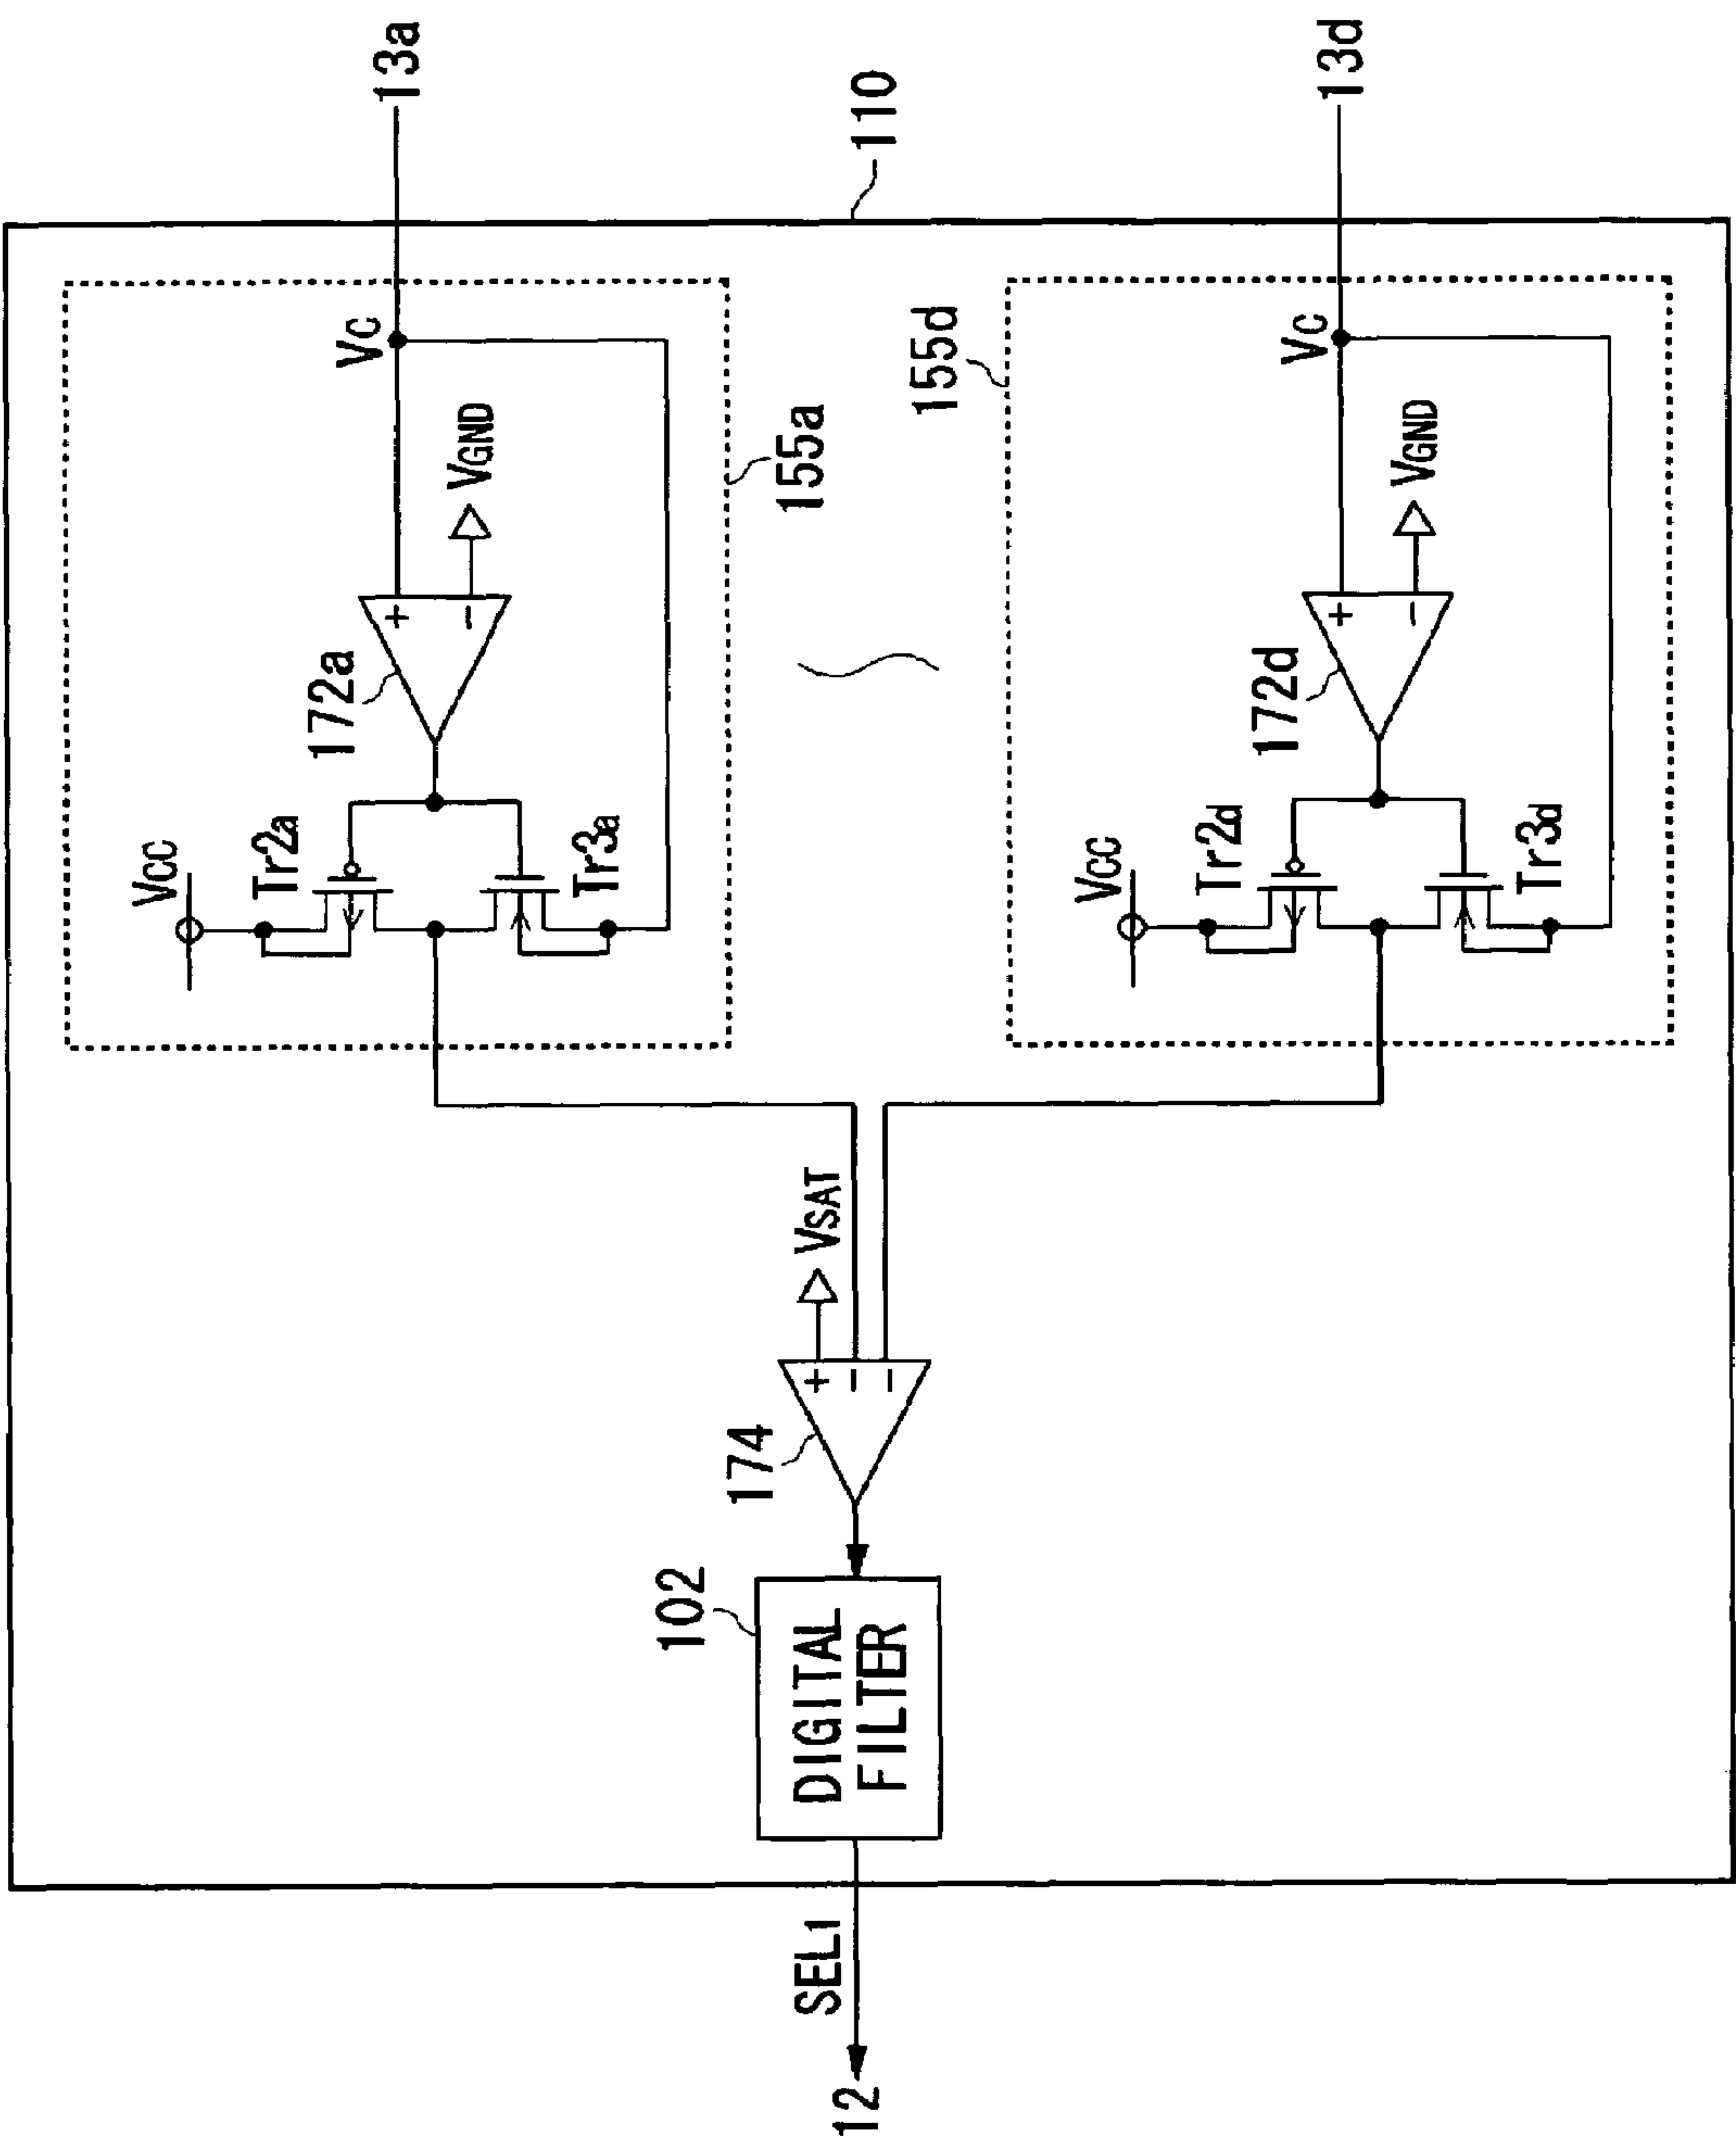 13a
13d
110
VC
VGND
155a
172a
VCC
Tr2a
Tr3a
+
−
155d
VC
VGND
172d
VCC
Tr2d
Tr3d
+
−
VSAT
+
−
−
174
102
DIGITAL
FILTER
SEL1
12